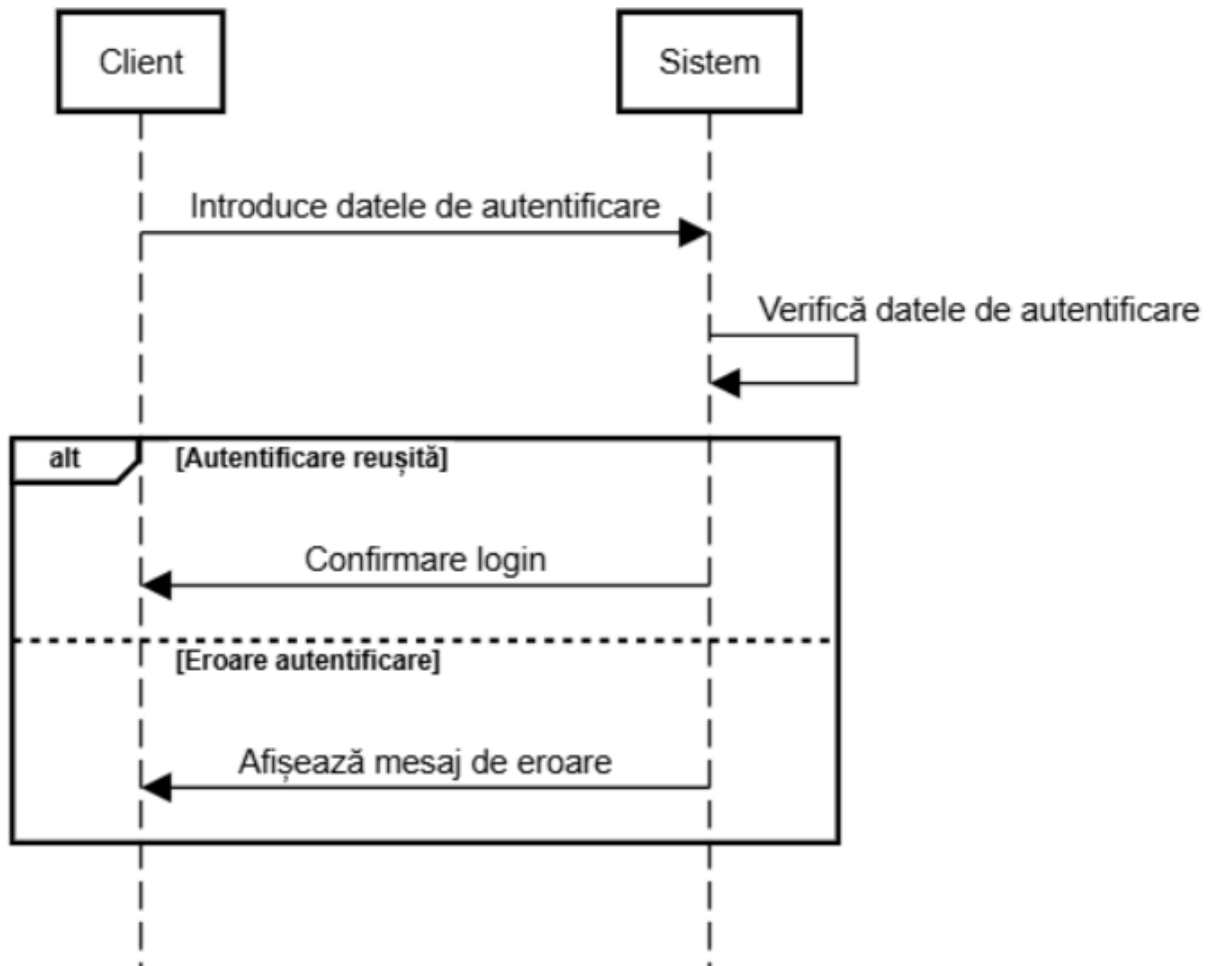 Client
Sistem
Introduce datele de autentificare
Verifică datele de autentificare
alt
[Autentificare reușită]
Confirmare login
[Eroare autentificare]
Afișează mesaj de eroare